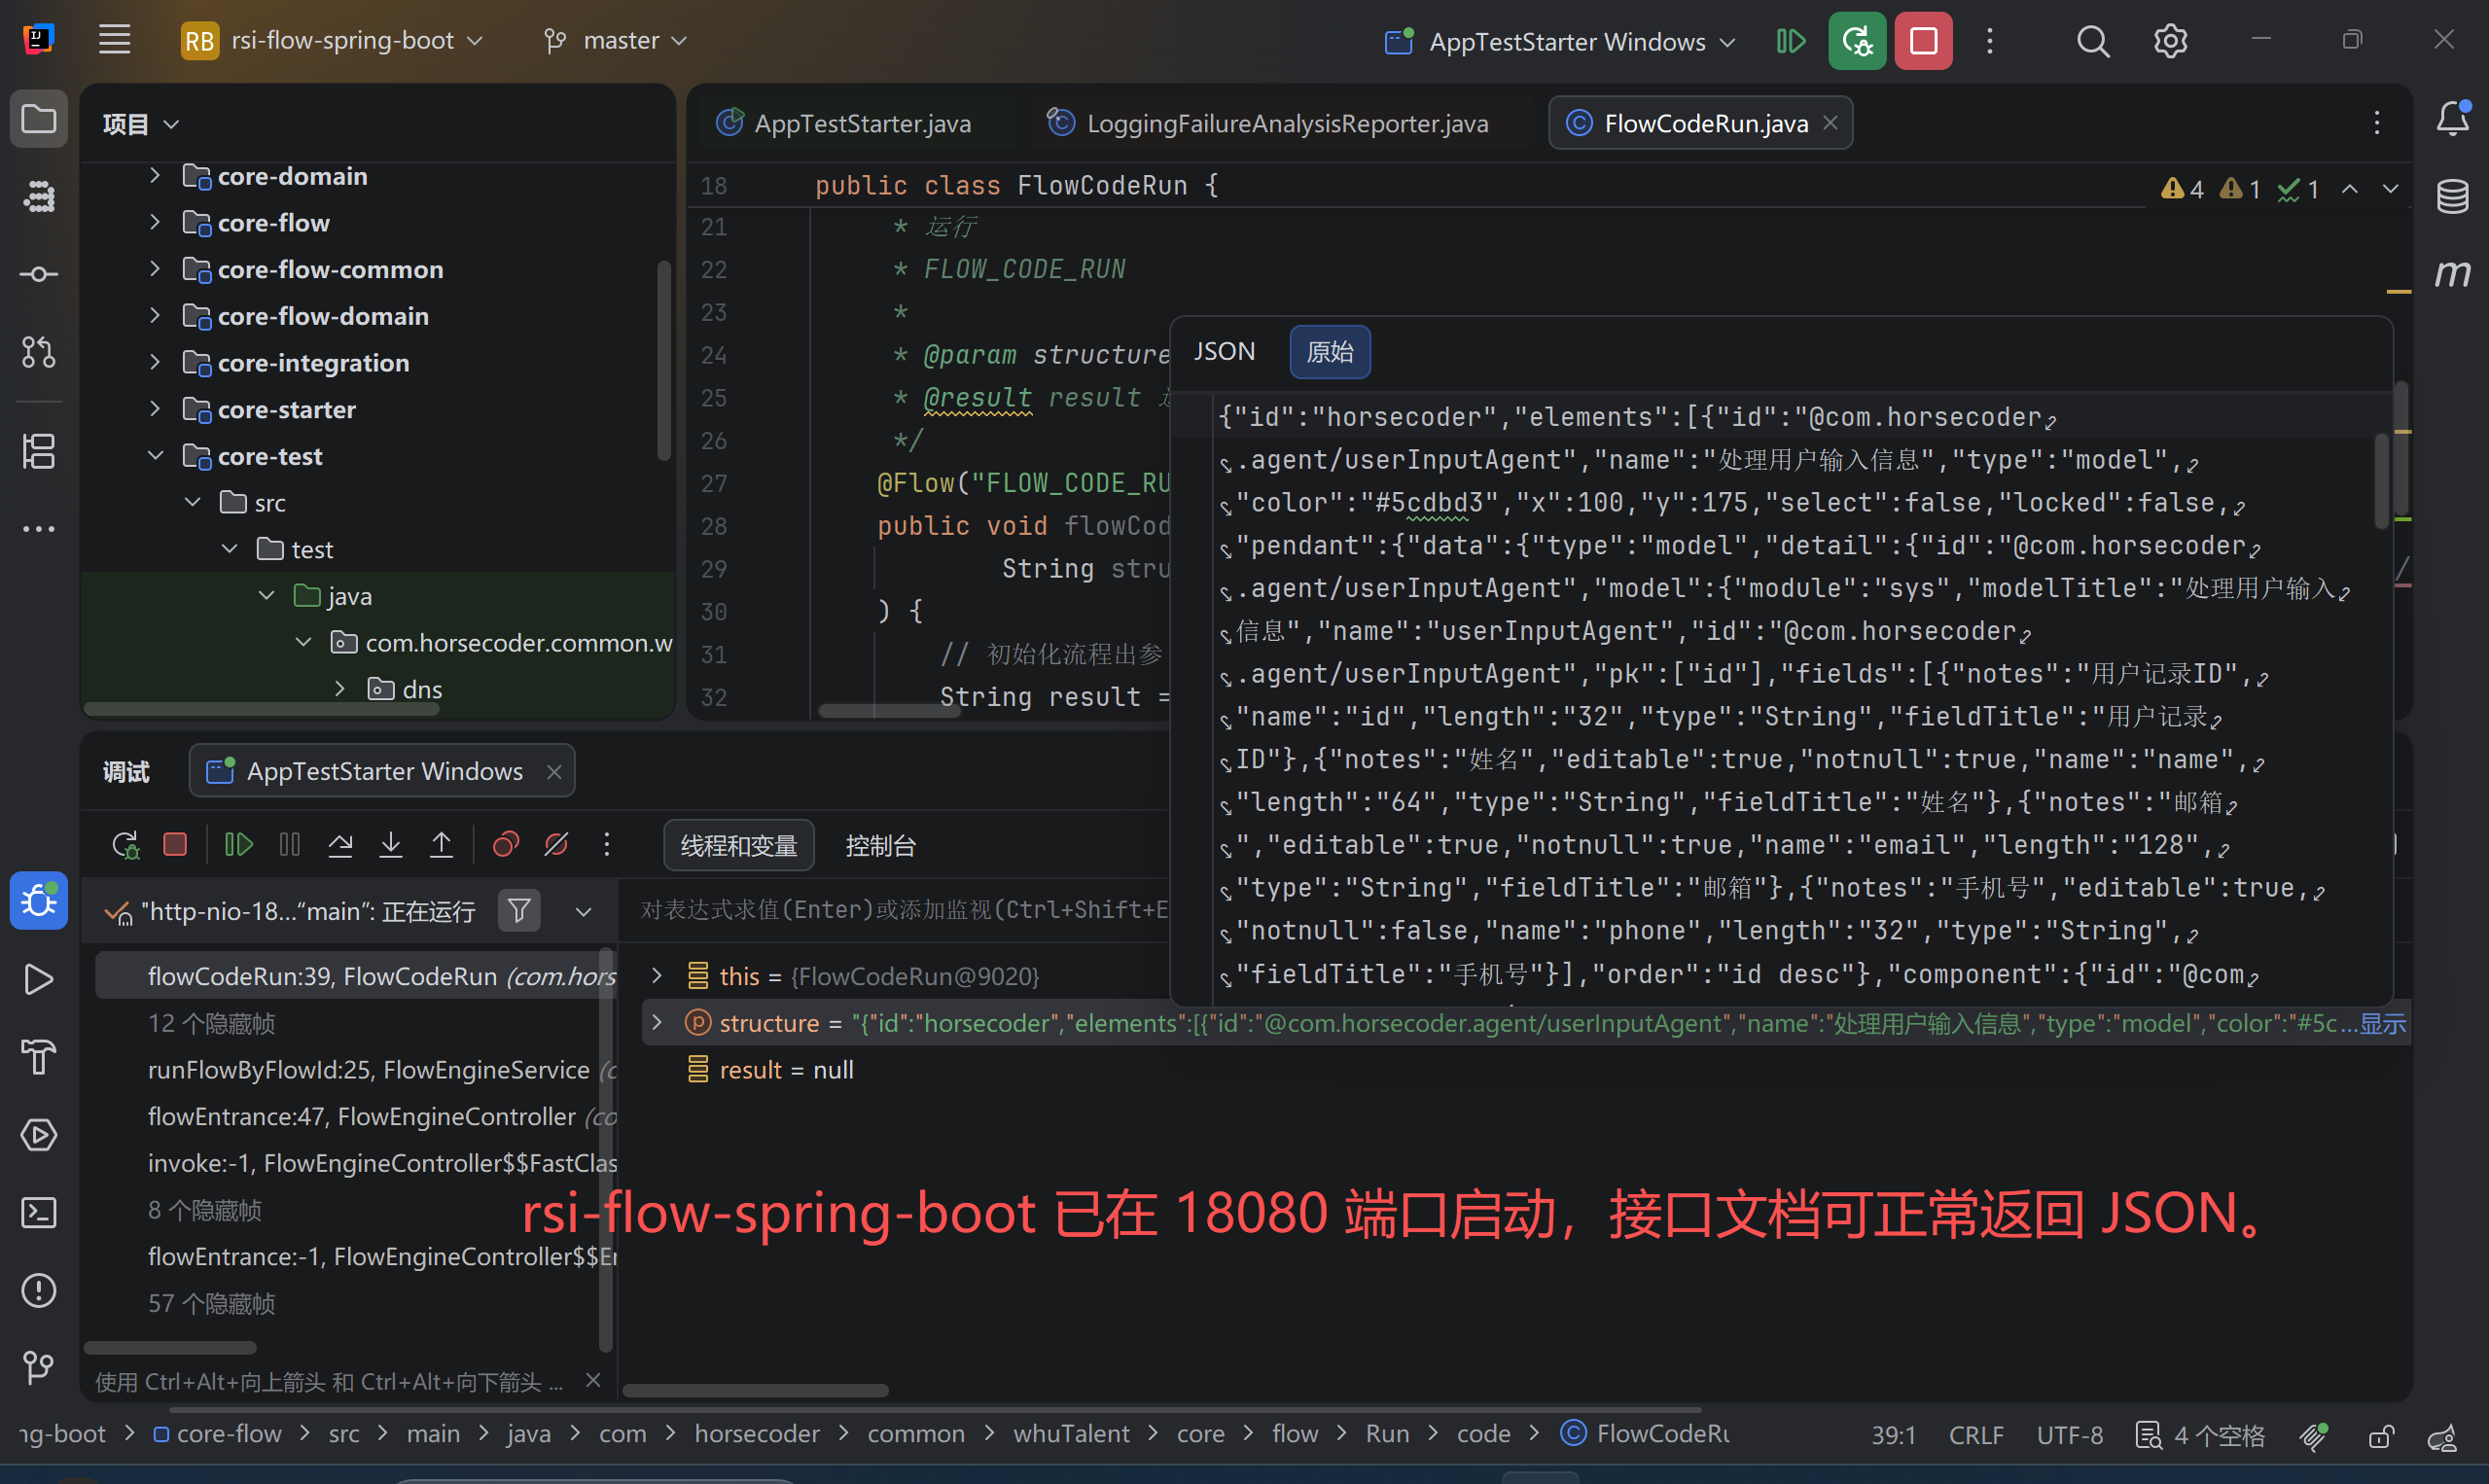 RB rsi-flow-spring-boot master AppTestStarter Windows
项目
core-domain
core-flow
core-flow-common
core-flow-domain
core-integration
core-starter
core-test
src
test
java
com.horsecoder.common.w
dns
AppTestStarter.java LoggingFailureAnalysisReporter.java FlowCodeRun.java
18 public class FlowCodeRun {
4 1 1
21 * 运行
22 * FLOW_CODE_RUN
23 *
24 * @param structure
25 * @result result
26 */
27 @Flow("FLOW_CODE_RU
28 public void flowCod
29 String stru
30 ) {
31 // 初始化流程出参
32 String result =
JSON 原始
{"id":"horsecoder","elements":[{"id":"@com.horsecoder
.agent/userInputAgent","name":"处理用户输入信息","type":"model",
"color":"#5cdbd3","x":100,"y":175,"select":false,"locked":false,
"pendant":{"data":{"type":"model","detail":{"id":"@com.horsecoder
.agent/userInputAgent","model":{"module":"sys","modelTitle":"处理用户输入
信息","name":"userInputAgent","id":"@com.horsecoder
.agent/userInputAgent","pk":["id"],"fields":[{"notes":"用户记录ID",
"name":"id","length":"32","type":"String","fieldTitle":"用户记录
ID"},{"notes":"姓名","editable":true,"notnull":true,"name":"name",
"length":"64","type":"String","fieldTitle":"姓名"},{"notes":"邮箱
","editable":true,"notnull":true,"name":"email","length":"128",
"type":"String","fieldTitle":"邮箱"},{"notes":"手机号","editable":true,
"notnull":false,"name":"phone","length":"32","type":"String",
"fieldTitle":"手机号"}],"order":"id desc"},"component":{"id":"@com
调试 AppTestStarter Windows
线程和变量 控制台
"http-nio-18..."main": 正在运行
flowCodeRun:39, FlowCodeRun (com.hors
12 个隐藏帧
runFlowByFlowId:25, FlowEngineService (c
flowEntrance:47, FlowEngineController (co
invoke:-1, FlowEngineController$$FastClas
8 个隐藏帧
flowEntrance:-1, FlowEngineController$$En
57 个隐藏帧
使用 Ctrl+Alt+向上箭头 和 Ctrl+Alt+向下箭头 ...
对表达式求值(Enter)或添加监视(Ctrl+Shift+E
this = {FlowCodeRun@9020}
structure = "{"id":"horsecoder","elements":[{"id":"@com.horsecoder.agent/userInputAgent","name":"处理用户输入信息","type":"model","color":"#5c...显示
result = null
rsi-flow-spring-boot 已在 18080 端口启动，接口文档可正常返回 JSON。
ng-boot > core-flow > src > main > java > com > horsecoder > common > whuTalent > core > flow > Run > code > FlowCodeRu
39:1 CRLF UTF-8 4 个空格